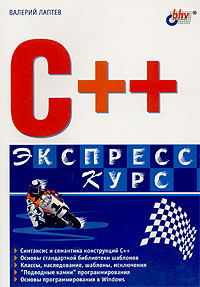 ВАЛЕРИЙ ЛАПТЕВ
bhv
®
C++
ЭКСПРЕСС
КУРС
Синтаксис и семантика конструкций C++
Основы стандартной библиотеки шаблонов
Классы, наследование, шаблоны, исключения
"Подводные камни" программирования
Основы программирования в Windows